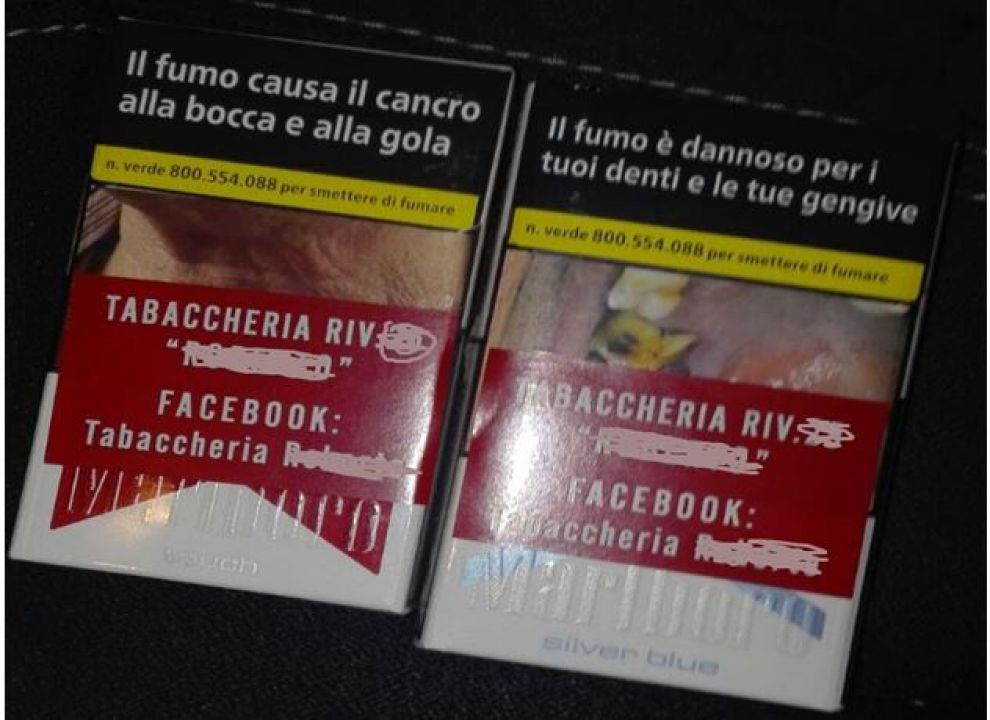 Il fumo causa il cancro
alla bocca e alla gola
n. verde 800.554.088 per smettere di fumare
TABACCHERIA RIV.
FACEBOOK:
Tabaccheria
Marlboro
touch
Il fumo è dannoso per i
tuoi denti e le tue gengive
n. verde 800.554.088 per smettere di fumare
TABACCHERIA RIV.
FACEBOOK:
Tabaccheria
Marlboro
silver blue